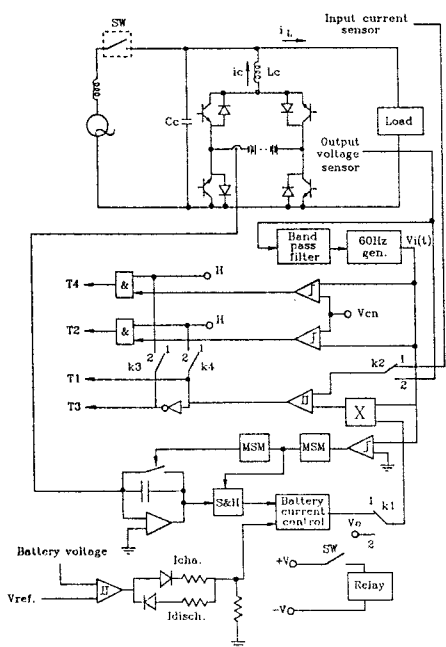 SW
Input current
sensor
i_L
ic
Lc
Cc
Load
Output
voltage
sensor
Band
pass
filter
60Hz
gen.
Vi(t)
T4
&
H
Vcn
T2
&
H
2
1
2
1
k3
k4
k2
1
2
T1
T3
X
MSM
MSM
S&H
Battery
current
control
1
k1
Vo
2
Battery voltage
Vref.
Icha.
Idisch.
+V
SW
Relay
-V